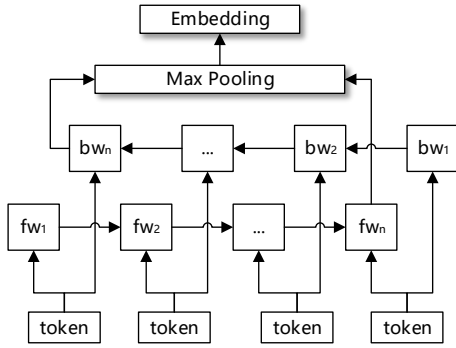 Embedding
Max Pooling
bwn ... bw2 bw1
fw1 fw2 ... fwn
token token token token